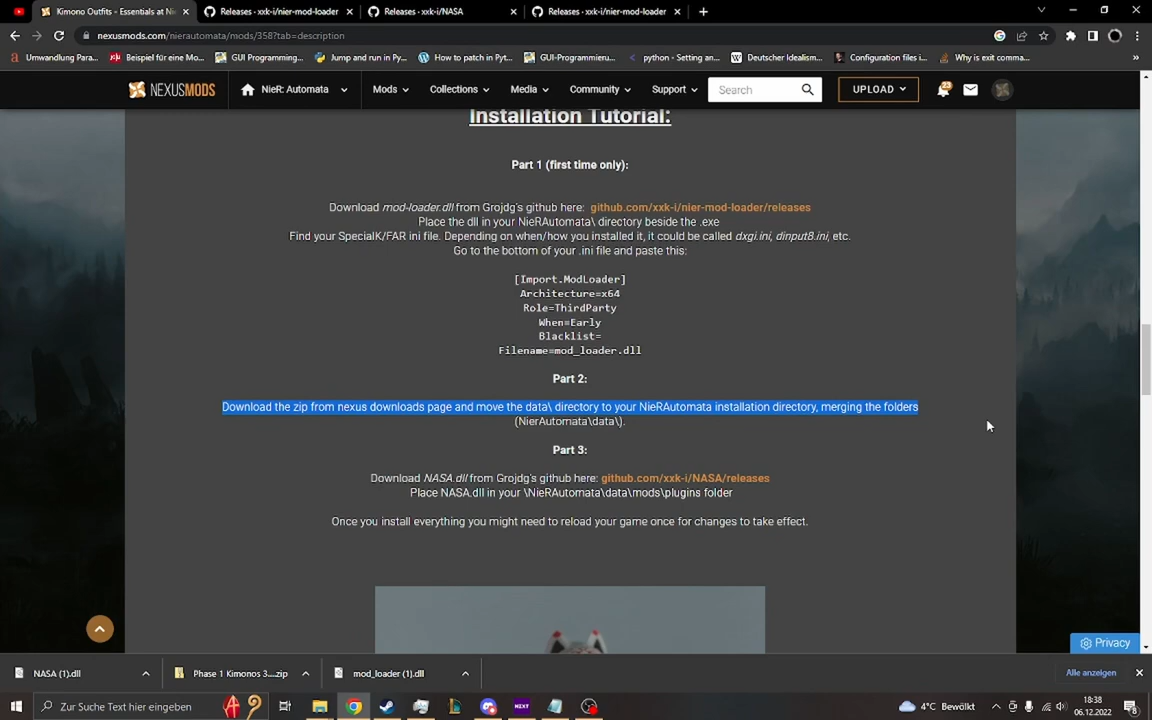 Kimono Outfits - Essentials at Ni
Releases · xxk-i/nier-mod-loader
Releases · xxk-i/NASA
Releases · xxk-i/nier-mod-loader
nexusmods.com/nierautomata/mods/358?tab=description
Umwandlung Para...
Beispiel für eine Mo...
GUI Programming...
Jump and run in Py...
How to patch in Pyt...
GUI-Programmieru...
python - Setting an...
Deutscher Idealism...
Configuration files i...
Why is exit comma...
NEXUSMODS
NieR: Automata
Mods
Collections
Media
Community
Support
Search
UPLOAD
23
Installation Tutorial:
Part 1 (first time only):
Download mod-loader.dll from Grojdg's github here: github.com/xxk-i/nier-mod-loader/releases
Place the dll in your NieRAutomata\ directory beside the .exe
Find your SpecialK/FAR ini file. Depending on when/how you installed it, it could be called dxgi.ini, dinput8.ini, etc.
Go to the bottom of your .ini file and paste this:
[Import.ModLoader]
Architecture=x64
Role=ThirdParty
When=Early
Blacklist=
Filename=mod_loader.dll
Part 2:
Download the zip from nexus downloads page and move the data\ directory to your NieRAutomata installation directory, merging the folders
(NierAutomata\data\).
Part 3:
Download NASA.dll from Grojdg's github here: github.com/xxk-i/NASA/releases
Place NASA.dll in your \NieRAutomata\data\mods\plugins folder
Once you install everything you might need to reload your game once for changes to take effect.
Privacy
NASA (1).dll
Phase 1 Kimonos 3....zip
mod_loader (1).dll
Alle anzeigen
Zur Suche Text hier eingeben
NEXT
4°C Bewölkt
18:38
06.12.2022